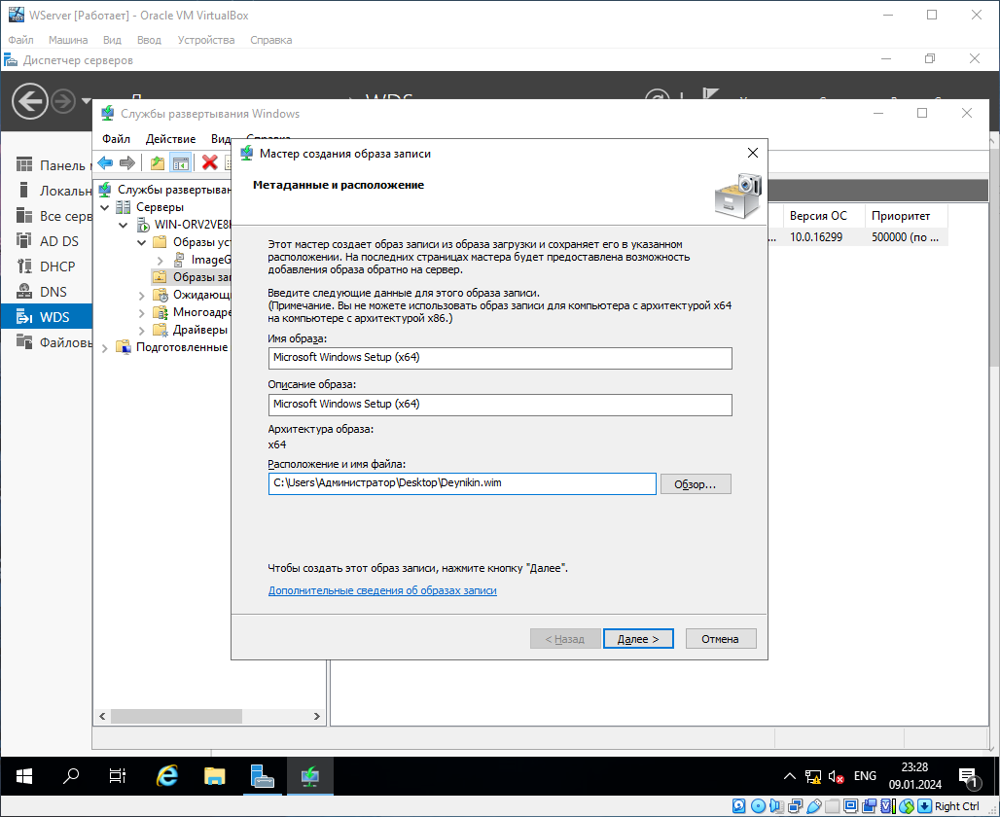 WServer [Работает] - Oracle VM VirtualBox
Файл Машина Вид Ввод Устройства Справка
Диспетчер серверов
WDS
Службы развертывания Windows
Файл Действие Вид Справка
Панель
Локальн
Все серв
AD DS
DHCP
DNS
WDS
Файловы
Службы развертыван
Серверы
WIN-ORV2VE8
Образы ус
ImageG
Образы за
Ожидающ
Многоадре
Драйверы
Подготовленные
Версия ОС Приоритет
... 10.0.16299 500000 (по ...
Мастер создания образа записи
Метаданные и расположение
Этот мастер создает образ записи из образа загрузки и сохраняет его в указанном
расположении. На последних страницах мастера будет предоставлена возможность
добавления образа обратно на сервер.
Введите следующие данные для этого образа записи.
(Примечание. Вы не можете использовать образ записи для компьютера с архитектурой x64
на компьютере с архитектурой x86.)
Имя образа:
Microsoft Windows Setup (x64)
Описание образа:
Microsoft Windows Setup (x64)
Архитектура образа:
x64
Расположение и имя файла:
C:\Users\Администратор\Desktop\Deynikin.wim
Обзор...
Чтобы создать этот образ записи, нажмите кнопку "Далее".
Дополнительные сведения об образах записи
< Назад Далее > Отмена
ENG
23:28
09.01.2024
1
Right Ctrl